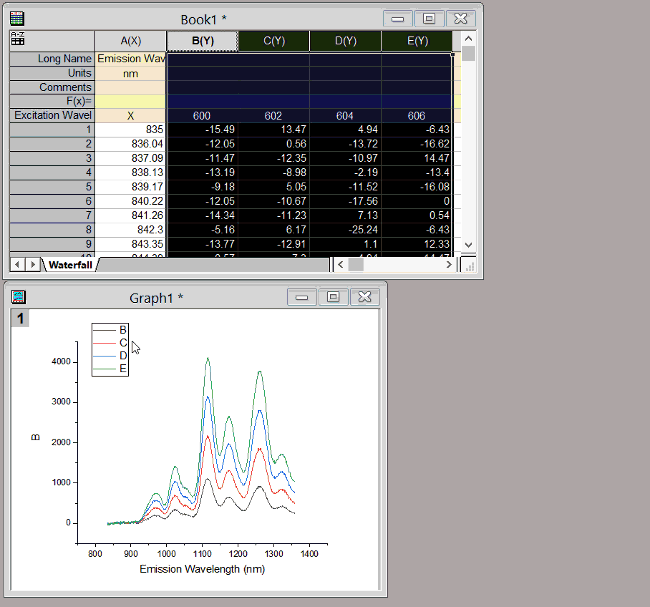 Book1 *
A(X) B(Y) C(Y) D(Y) E(Y)
Long Name Emission Wav
Units nm
Comments
F(x)=
Excitation Wavel X 600 602 604 606
1 835 -15.49 13.47 4.94 -6.43
2 836.04 -12.05 0.56 -13.72 -16.62
3 837.09 -11.47 -12.35 -10.97 14.47
4 838.13 -13.19 -8.98 -2.19 -13.4
5 839.17 -9.18 5.05 -11.52 -16.08
6 840.22 -12.05 -10.67 -17.56 0
7 841.26 -14.34 -11.23 7.13 0.54
8 842.3 -5.16 6.17 -25.24 -6.43
9 843.35 -13.77 -12.91 1.1 12.33
Waterfall
Graph1 *
1
B
C
D
E
4000
3000
2000
1000
0
B
800 900 1000 1100 1200 1300 1400
Emission Wavelength (nm)